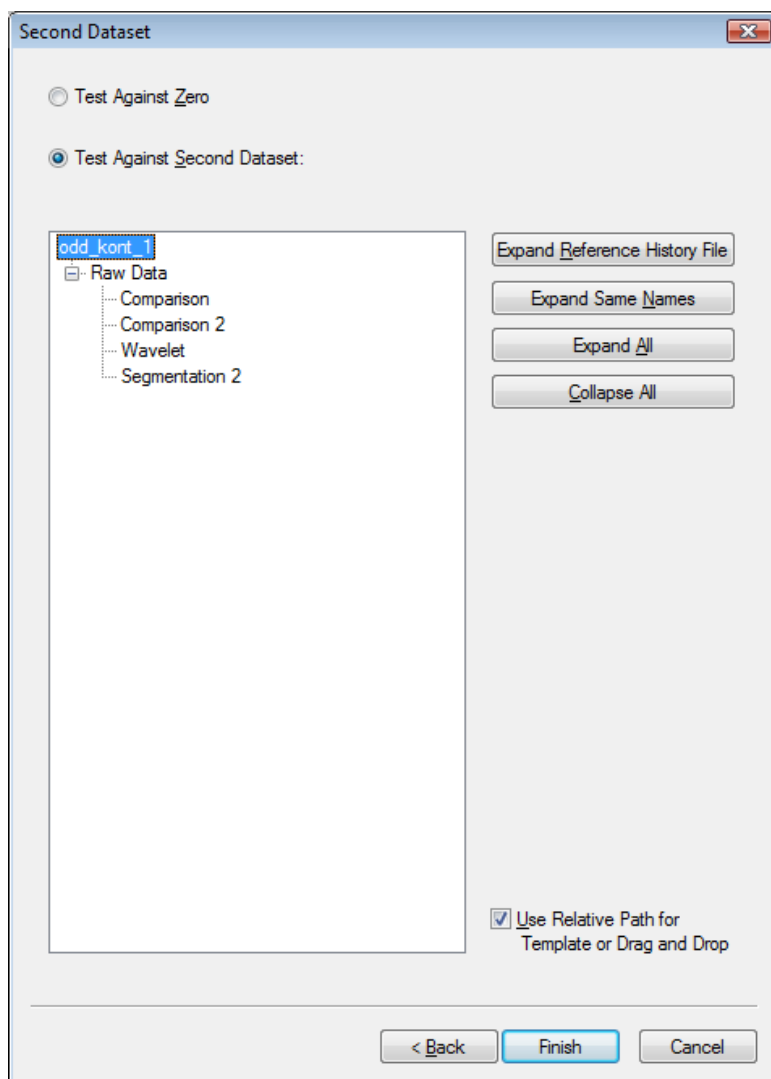 Second Dataset
Test Against Zero
Test Against Second Dataset:
odd_kont_1
Raw Data
Comparison
Comparison 2
Wavelet
Segmentation 2
Expand Reference History File
Expand Same Names
Expand All
Collapse All
Use Relative Path for
Template or Drag and Drop
< Back
Finish
Cancel